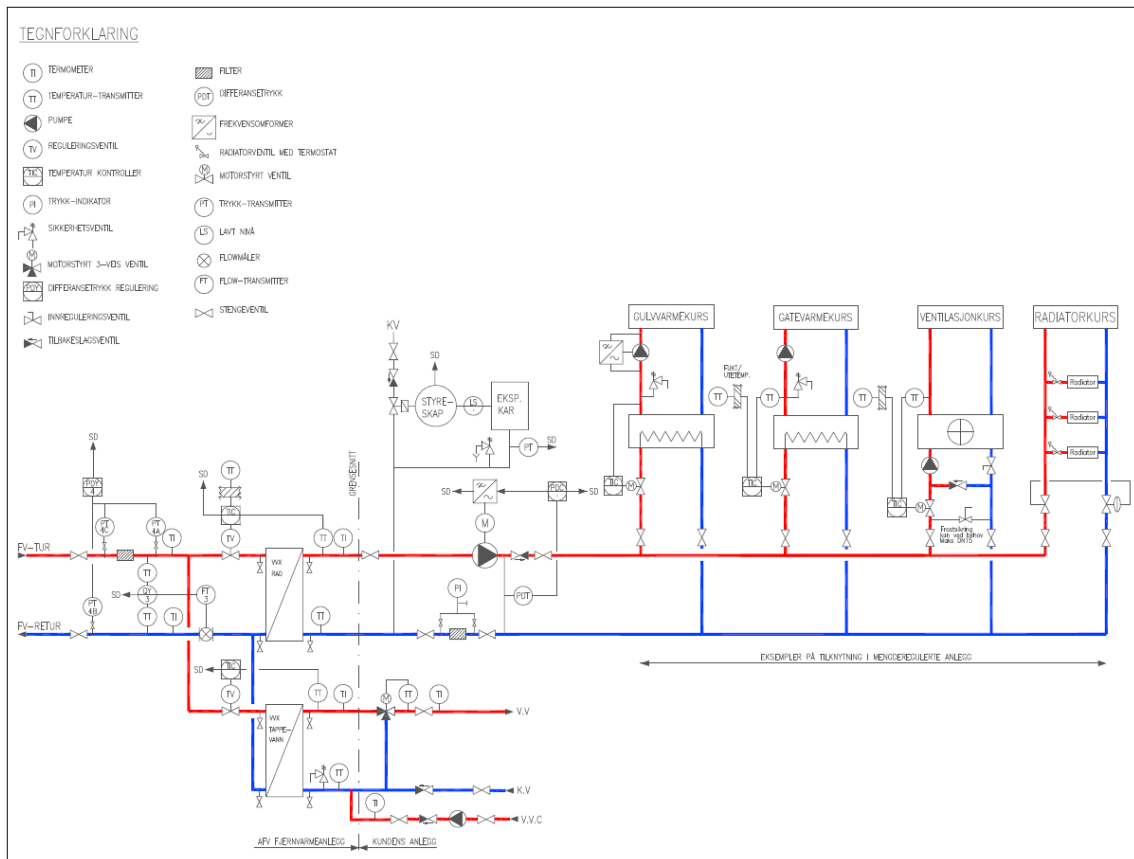 TEGNFORKLARING
TI TERMOMETER
TT TEMPERATUR-TRANSMITTER
PUMPE
TV REGULERINGSVENTIL
TIC TEMPERATUR KONTROLLER
PI TRYKK-INDIKATOR
SIKKERHETSVENTIL
M MOTORSTYRT 3-VEIS VENTIL
PDY DIFFERANSETRYKK REGULERING
INNREGULERINGSVENTIL
TILBAKESLAGSVENTIL
FILTER
PDT DIFFERANSETRYKK
FREKVENSOMFORMER
RADIATORVENTIL MED TERMOSTAT
M MOTORSTYRT VENTIL
PT TRYKK-TRANSMITTER
LS LAVT NIVÅ
FLOWMÅLER
FT FLOW-TRANSMITTER
STENGEVENTIL
KV
SD
STYRE-
SKAP
LS
EKSP.
KAR
PT
SD
GULVVARMEKURS
GATEVARMEKURS
VENTILASJONKURS
RADIATORKURS
FUKT/
UTETEMP.
TT
TT
TT
TT
Radiator
Radiator
Radiator
TIC
M
TIC
M
TIC
M
Frostsikring
kun ved behov
Maks DN15
GRENSESNITT
SD
PDY
4
PT
4C
PT
4A
TI
SD
TT
TIC
TV
TT
TI
SD
M
PDC
SD
FV-TUR
VVX
RAD
TT
SD
QY
3
FT
3
TT
TI
PT
4B
FV-RETUR
TT
PI
PDT
EKSEMPLER PÅ TILKNYTNING I MENGDEREGULERTE ANLEGG
SD
TIC
TV
TT
TI
M
TT
TI
V.V
VVX
TAPPE-
VANN
TT
K.V
TI
V.V.C
AFV FJERNVARMEANLEGG
KUNDENS ANLEGG